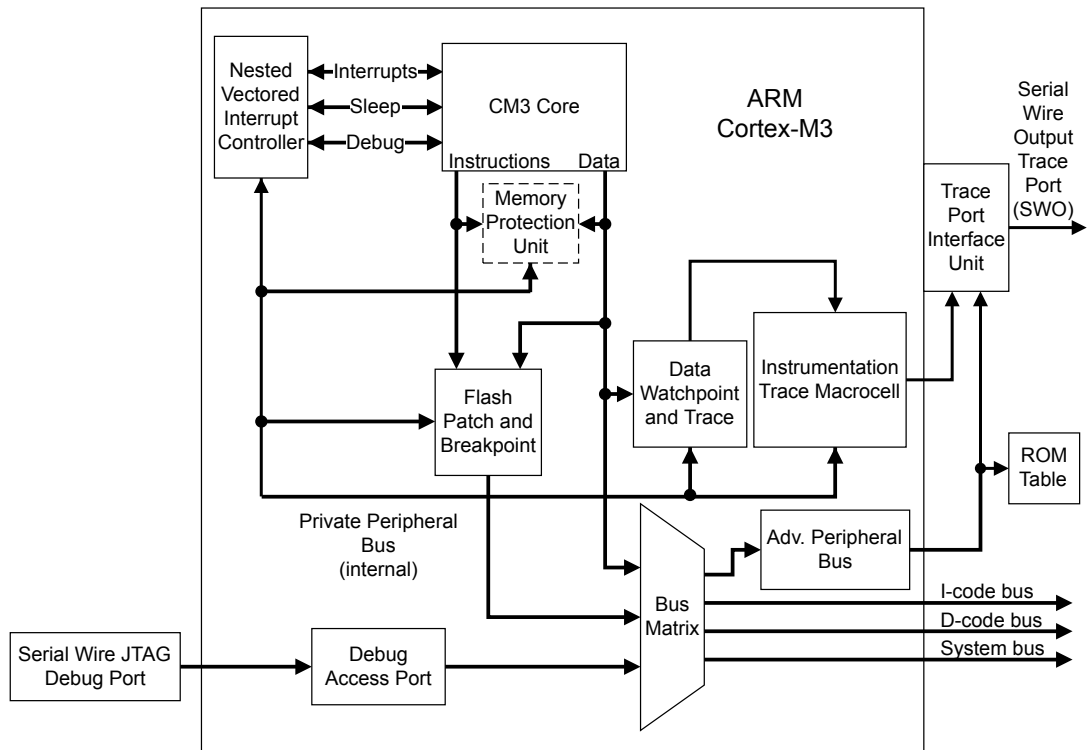 Nested
Vectored
Interrupt
Controller
Interrupts
Sleep
Debug
CM3 Core
Instructions
Data
ARM
Cortex-M3
Memory
Protection
Unit
Serial
Wire
Output
Trace
Port
(SWO)
Trace
Port
Interface
Unit
Flash
Patch and
Breakpoint
Data
Watchpoint
and Trace
Instrumentation
Trace Macrocell
ROM
Table
Private Peripheral
Bus
(internal)
Adv. Peripheral
Bus
Bus
Matrix
I-code bus
D-code bus
System bus
Serial Wire JTAG
Debug Port
Debug
Access Port